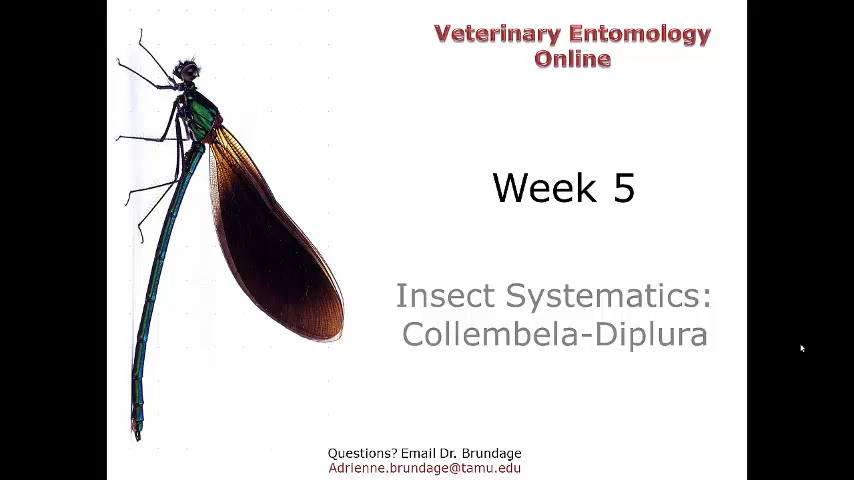 Veterinary Entomology
Online
Week 5
Insect Systematics:
Collembela-Diplura
Questions? Email Dr. Brundage
Adrienne.brundage@tamu.edu